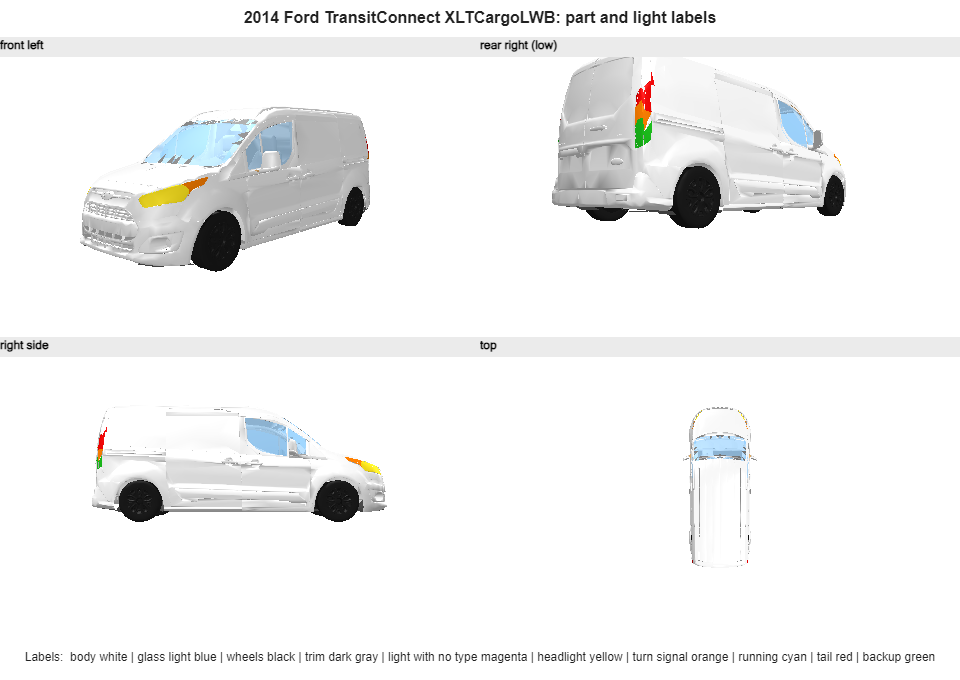 2014 Ford TransitConnect XLTCargoLWB: part and light labels
front left
rear right (low)
right side
top
Labels:  body white | glass light blue | wheels black | trim dark gray | light with no type magenta | headlight yellow | turn signal orange | running cyan | tail red | backup green